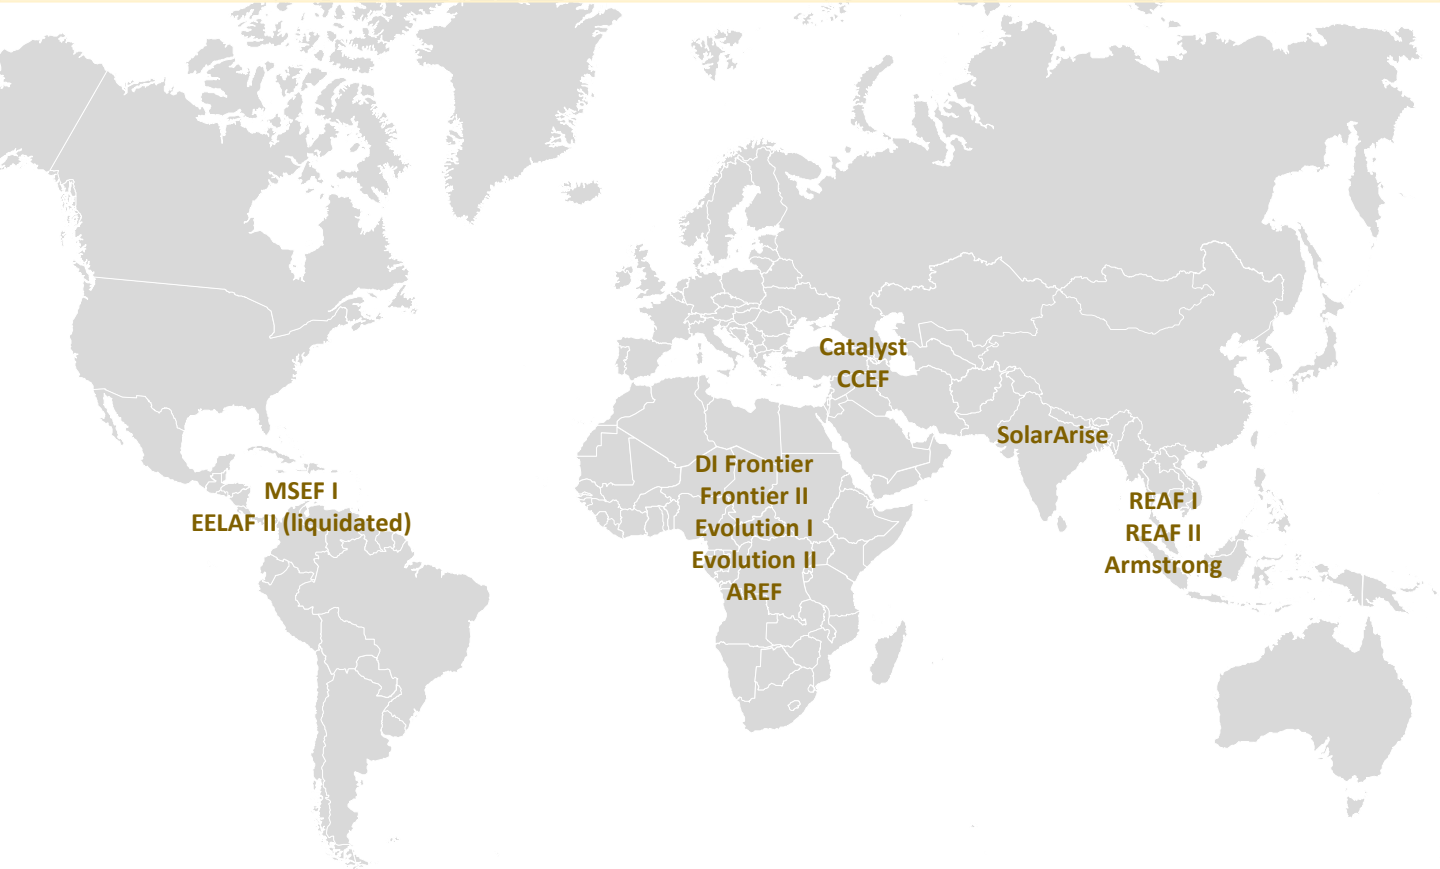 Catalyst
CCEF
SolarArise
MSEF I
EELAF II (liquidated)
DI Frontier
Frontier II
Evolution I
Evolution II
AREF
REAF I
REAF II
Armstrong